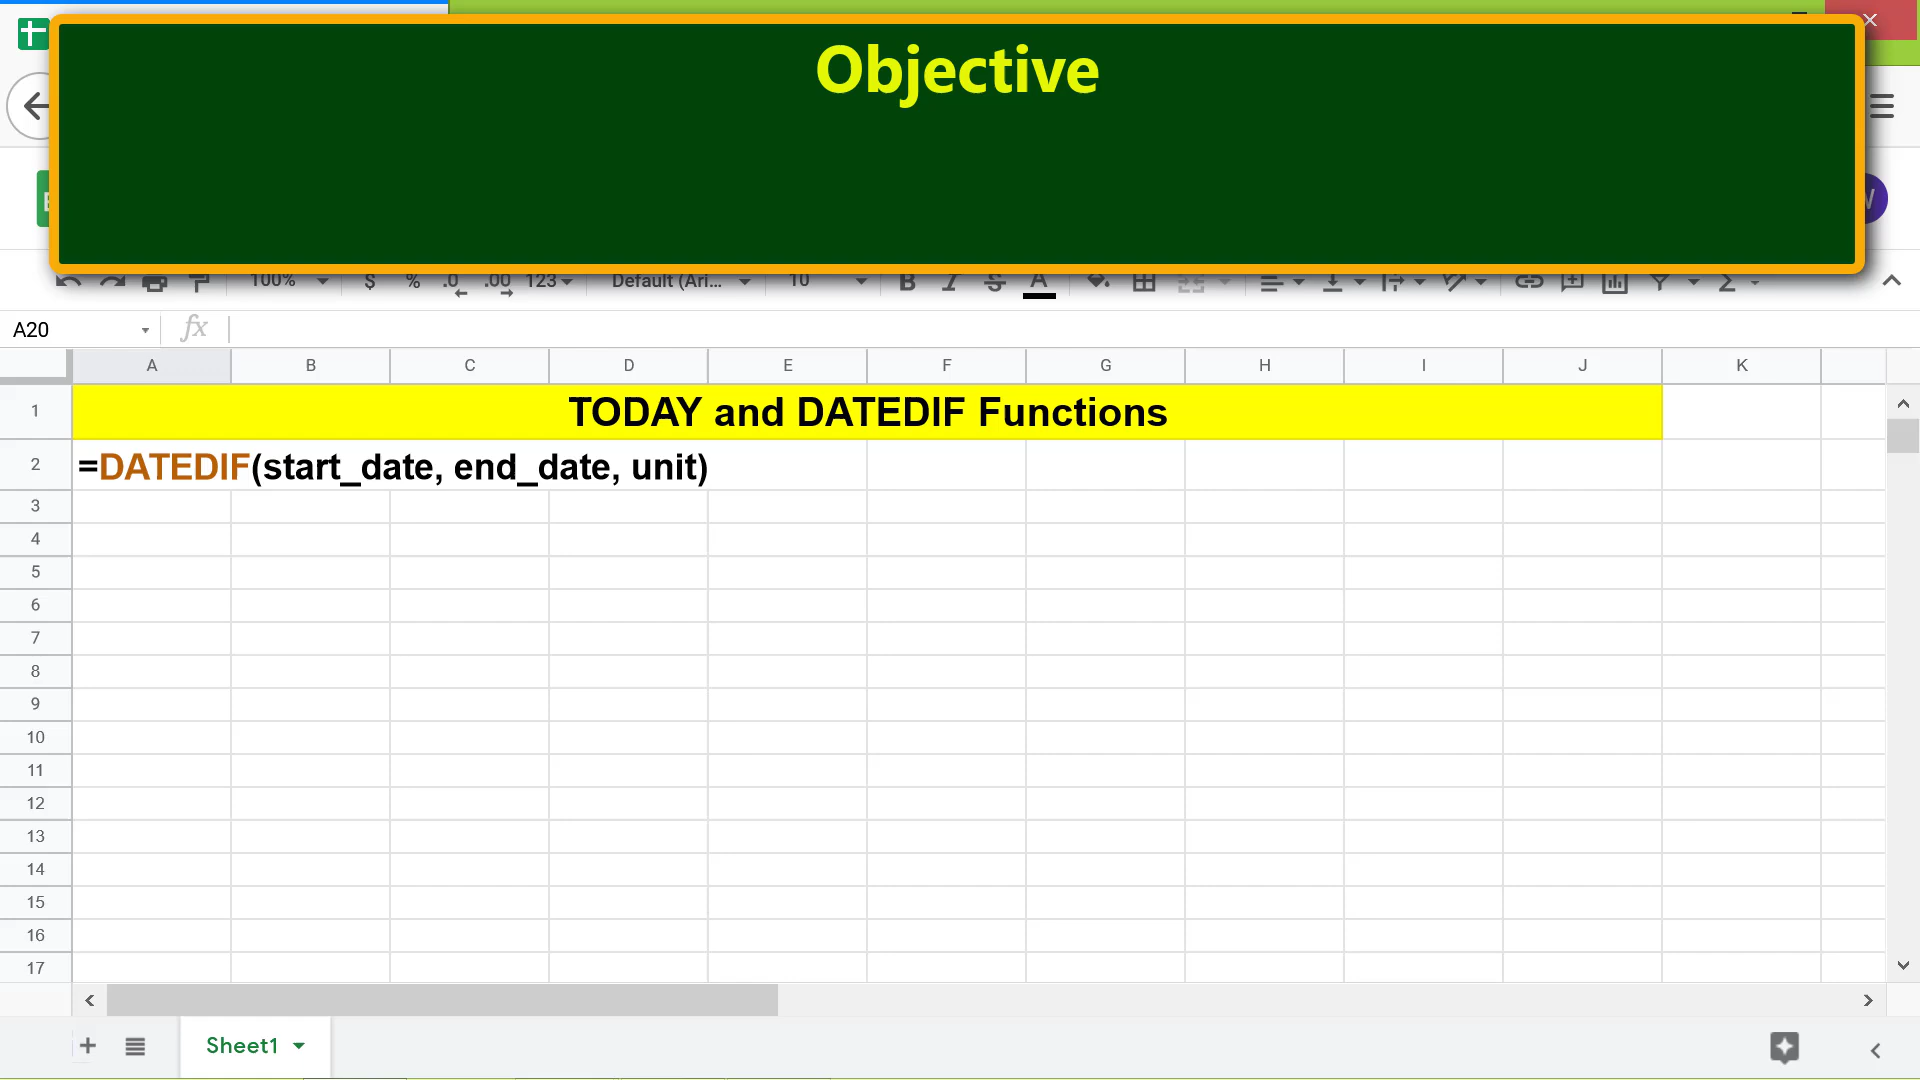 Objective
100% $ % .0 .00 123 Default (Ari... 10 B I S A
A20 fx
A B C D E F G H I J K
1 TODAY and DATEDIF Functions
2 =DATEDIF(start_date, end_date, unit)
3
4
5
6
7
8
9
10
11
12
13
14
15
16
17
Sheet1